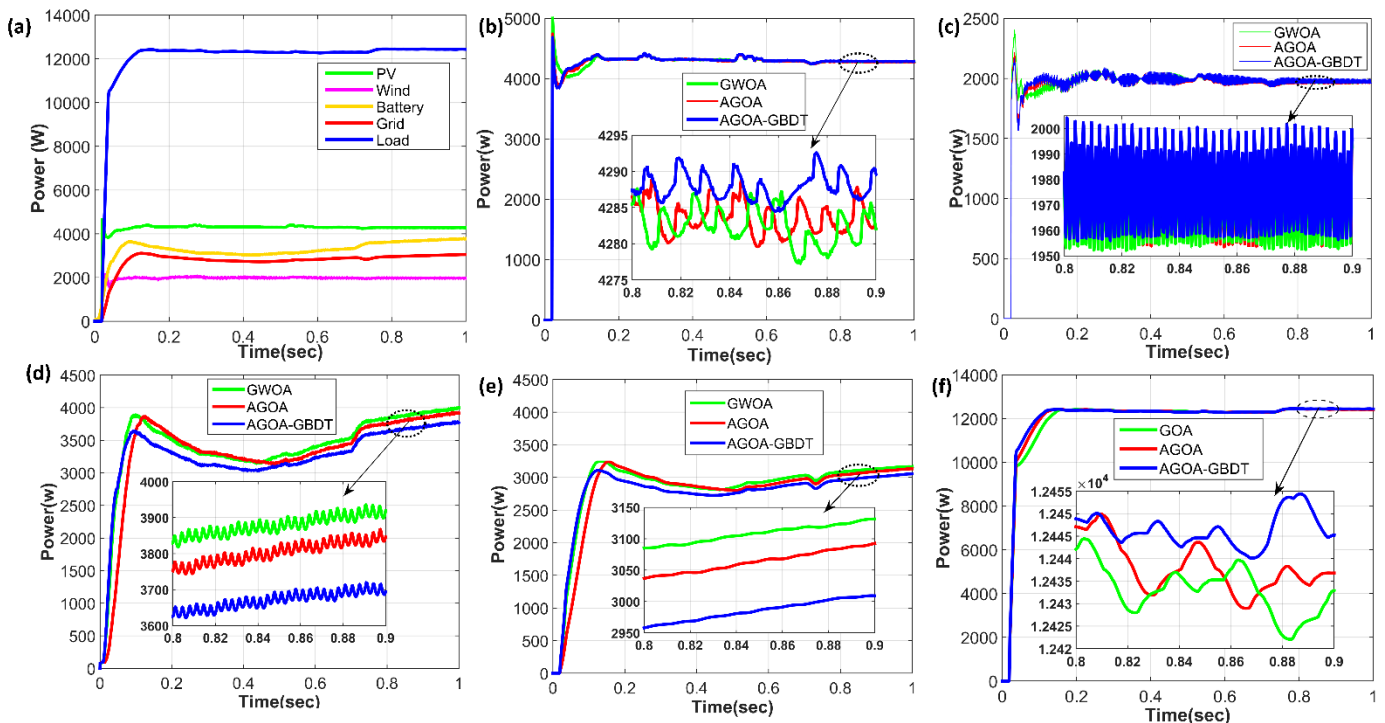 (a)
Power (W)
14000
12000
10000
8000
6000
4000
2000
0
PV
Wind
Battery
Grid
Load
0 0.2 0.4 0.6 0.8 1
Time(sec)
(b)
Power(w)
5000
4000
3000
2000
1000
0
GWOA
AGOA
AGOA-GBDT
4295
4290
4285
4280
4275
0.8 0.82 0.84 0.86 0.88 0.9
0 0.2 0.4 0.6 0.8 1
Time(sec)
(c)
Power(w)
2500
2000
1500
1000
500
0
GWOA
AGOA
AGOA-GBDT
2000
1990
1980
1970
1960
1950
0.8 0.82 0.84 0.86 0.88 0.9
0 0.2 0.4 0.6 0.8 1
Time(sec)
(d)
Power(w)
4500
4000
3500
3000
2500
2000
1500
1000
500
0
GWOA
AGOA
AGOA-GBDT
4000
3900
3800
3700
3600
0.8 0.82 0.84 0.86 0.88 0.9
0 0.2 0.4 0.6 0.8 1
Time(sec)
(e)
Power(w)
4500
4000
3500
3000
2500
2000
1500
1000
500
0
GWOA
AGOA
AGOA-GBDT
3150
3100
3050
3000
2950
0.8 0.82 0.84 0.86 0.88 0.9
0 0.2 0.4 0.6 0.8 1
Time(sec)
(f)
Power(w)
14000
12000
10000
8000
6000
4000
2000
0
GOA
AGOA
AGOA-GBDT
×10⁴
1.2455
1.245
1.2445
1.244
1.2435
1.243
1.2425
1.242
0.8 0.82 0.84 0.86 0.88 0.9
0 0.2 0.4 0.6 0.8 1
Time(sec)